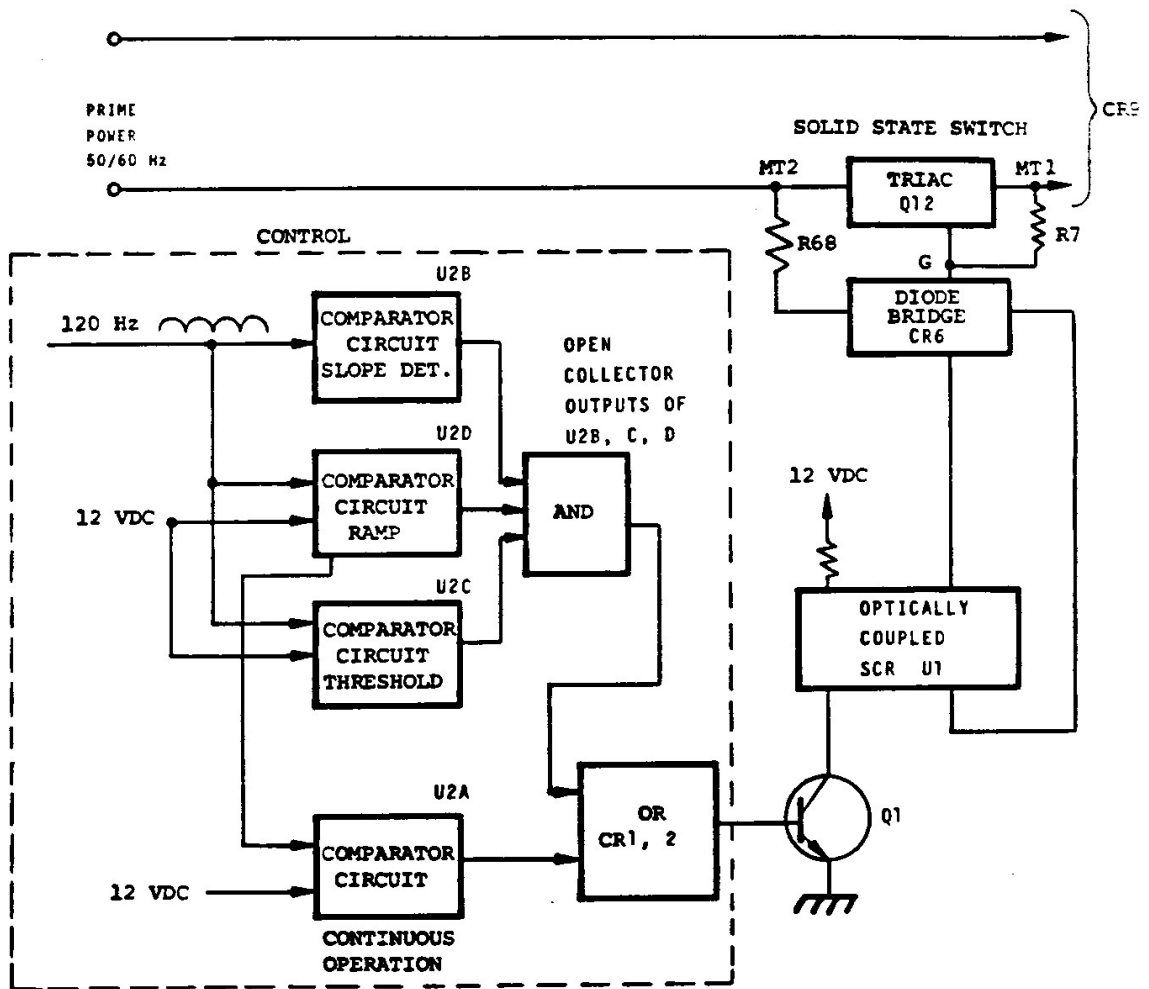 PRIME
POWER
50/60 Hz
CR9
SOLID STATE SWITCH
MT2
TRIAC
Q12
MT1
R68
R7
G
DIODE
BRIDGE
CR6
CONTROL
U2B
120 Hz
COMPARATOR
CIRCUIT
SLOPE DET.
OPEN
COLLECTOR
OUTPUTS OF
U2B, C, D
U2D
COMPARATOR
CIRCUIT
RAMP
12 VDC
AND
12 VDC
U2C
COMPARATOR
CIRCUIT
THRESHOLD
OPTICALLY
COUPLED
SCR U1
U2A
COMPARATOR
CIRCUIT
12 VDC
OR
CR1, 2
Q1
CONTINUOUS
OPERATION